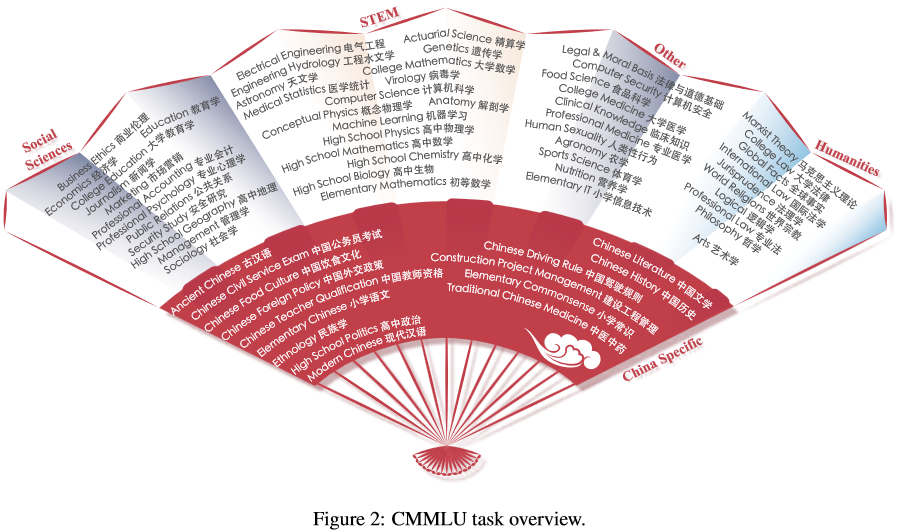 STEM
Electrical Engineering 电气工程
Engineering Hydrology 工程水文学
Astronomy 天文学
Medical Statistics 医学统计
Actuarial Science 精算学
Genetics 遗传学
College Mathematics 大学数学
Virology 病毒学
Computer Science 计算机科学
Conceptual Physics 概念物理学
Anatomy 解剖学
Machine Learning 机器学习
High School Physics 高中物理学
High School Mathematics 高中数学
High School Chemistry 高中化学
High School Biology 高中生物
Elementary Mathematics 初等数学
Other
Legal & Moral Basis 法律与道德基础
Computer Security 计算机安全
Food Science 食品科学
College Medicine 大学医学
Clinical Knowledge 临床知识
Professional Medicine 专业医学
Human Sexuality 人类性行为
Agronomy 农学
Sports Science 体育学
Nutrition 营养学
Elementary IT 小学信息技术
Social
Sciences
Business Ethics 商业伦理
Education 教育学
Economics 经济学
College Education 大学教育学
Journalism 新闻学
Marketing 市场营销
Professional Accounting 专业会计
Professional Psychology 专业心理学
Public Relations 公共关系
Security Study 安全研究
High School Geography 高中地理
Management 管理学
Sociology 社会学
Humanities
Marxist Theory 马克思主义理论
College Law 大学法律
Global Facts 全球事实
International Law 国际法学
Jurisprudence 法理学
World Religions 世界宗教
Logical 逻辑学
Professional Law 专业法
Philosophy 哲学
Arts 艺术学
Ancient Chinese 古汉语
Chinese Civil Service Exam 中国公务员考试
Chinese Food Culture 中国饮食文化
Chinese Foreign Policy 中国外交政策
Chinese Teacher Qualification 中国教师资格
Elementary Chinese 小学语文
Ethnology 民族学
High School Politics 高中政治
Modern Chinese 现代汉语
Chinese Literature 中国文学
Chinese History 中国历史
Chinese Driving Rule 中国驾驶规则
Construction Project Management 建设工程管理
Elementary Commonsense 小学常识
Traditional Chinese Medicine 中医中药
China Specific
Figure 2: CMMLU task overview.